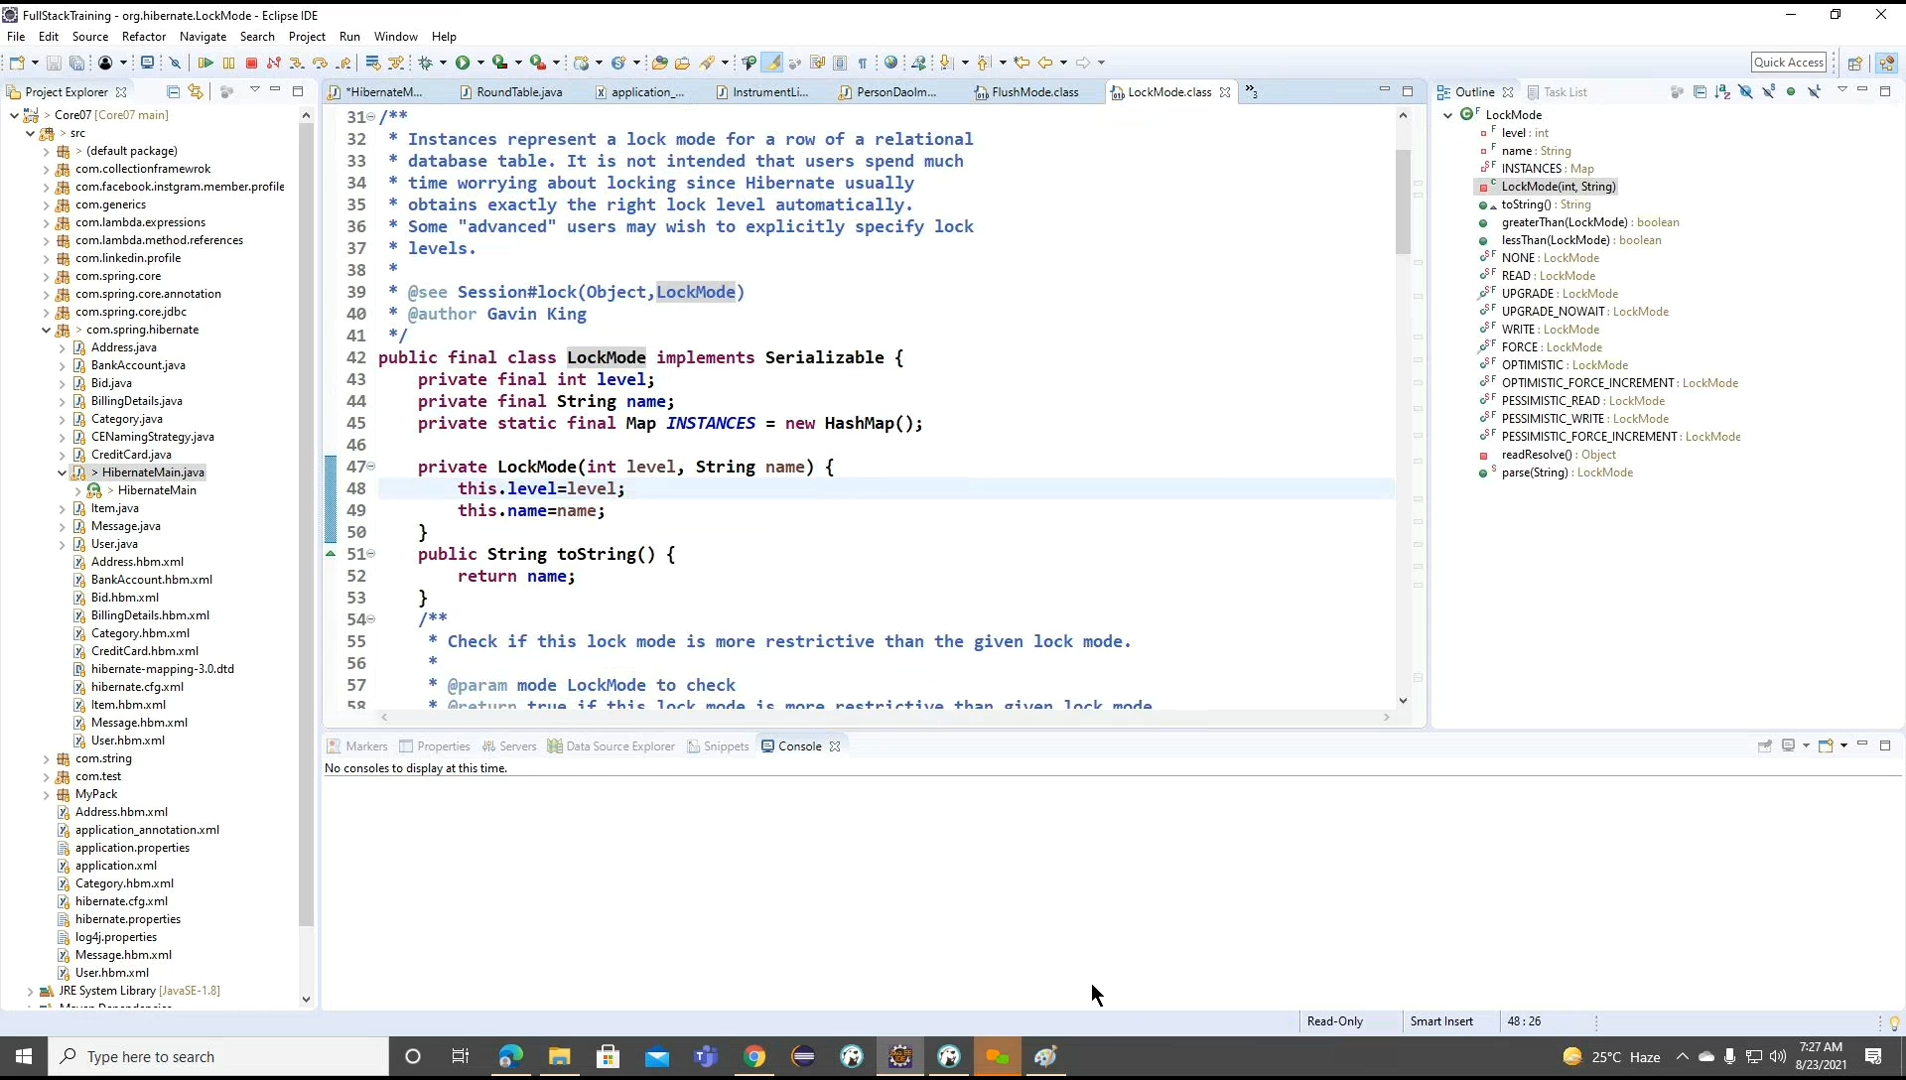 FullStackTraining - org.hibernate.LockMode - Eclipse IDE
File Edit Source Refactor Navigate Search Project Run Window Help
Quick Access
Project Explorer
> Core07 [Core07 main]
> src
> (default package)
com.collectionframewrok
com.facebook.instgram.member.profile
com.generics
com.lambda.expressions
com.lambda.method.references
com.linkedin.profile
com.spring.core
com.spring.core.annotation
com.spring.core.jdbc
> com.spring.hibernate
Address.java
BankAccount.java
Bid.java
BillingDetails.java
Category.java
CENamingStrategy.java
CreditCard.java
> HibernateMain.java
> HibernateMain
Item.java
Message.java
User.java
Address.hbm.xml
BankAccount.hbm.xml
Bid.hbm.xml
BillingDetails.hbm.xml
Category.hbm.xml
CreditCard.hbm.xml
hibernate-mapping-3.0.dtd
hibernate.cfg.xml
Item.hbm.xml
Message.hbm.xml
User.hbm.xml
com.string
com.test
MyPack
Address.hbm.xml
application_annotation.xml
application.properties
application.xml
Category.hbm.xml
hibernate.cfg.xml
hibernate.properties
log4j.properties
Message.hbm.xml
User.hbm.xml
JRE System Library [JavaSE-1.8]
*HibernateM... RoundTable.java application_... InstrumentLi... PersonDaoIm... FlushMode.class LockMode.class »3
31 /**
32 * Instances represent a lock mode for a row of a relational
33 * database table. It is not intended that users spend much
34 * time worrying about locking since Hibernate usually
35 * obtains exactly the right lock level automatically.
36 * Some "advanced" users may wish to explicitly specify lock
37 * levels.
38 *
39 * @see Session#lock(Object,LockMode)
40 * @author Gavin King
41 */
42 public final class LockMode implements Serializable {
43 private final int level;
44 private final String name;
45 private static final Map INSTANCES = new HashMap();
46
47 private LockMode(int level, String name) {
48 this.level=level;
49 this.name=name;
50 }
51 public String toString() {
52 return name;
53 }
54 /**
55 * Check if this lock mode is more restrictive than the given lock mode.
56 *
57 * @param mode LockMode to check
58 * @return true if this lock mode is more restrictive than given lock mode
Outline Task List
LockMode
level : int
name : String
INSTANCES : Map
LockMode(int, String)
toString() : String
greaterThan(LockMode) : boolean
lessThan(LockMode) : boolean
NONE : LockMode
READ : LockMode
UPGRADE : LockMode
UPGRADE_NOWAIT : LockMode
WRITE : LockMode
FORCE : LockMode
OPTIMISTIC : LockMode
OPTIMISTIC_FORCE_INCREMENT : LockMode
PESSIMISTIC_READ : LockMode
PESSIMISTIC_WRITE : LockMode
PESSIMISTIC_FORCE_INCREMENT : LockMode
readResolve() : Object
parse(String) : LockMode
Markers Properties Servers Data Source Explorer Snippets Console
No consoles to display at this time.
Read-Only Smart Insert 48 : 26
Type here to search
25°C Haze
7:27 AM
8/23/2021